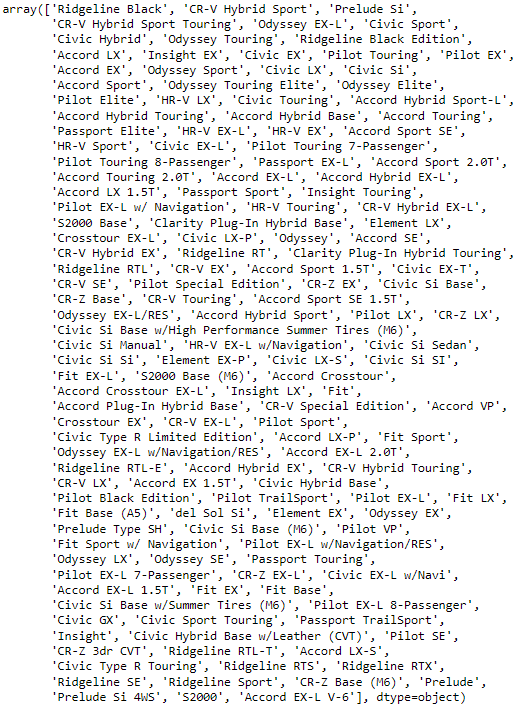 array(['Ridgeline Black', 'CR-V Hybrid Sport', 'Prelude Si',
'CR-V Hybrid Sport Touring', 'Odyssey EX-L', 'Civic Sport',
'Civic Hybrid', 'Odyssey Touring', 'Ridgeline Black Edition',
'Accord LX', 'Insight EX', 'Civic EX', 'Pilot Touring', 'Pilot EX',
'Accord EX', 'Odyssey Sport', 'Civic LX', 'Civic Si',
'Accord Sport', 'Odyssey Touring Elite', 'Odyssey Elite',
'Pilot Elite', 'HR-V LX', 'Civic Touring', 'Accord Hybrid Sport-L',
'Accord Hybrid Touring', 'Accord Hybrid Base', 'Accord Touring',
'Passport Elite', 'HR-V EX-L', 'HR-V EX', 'Accord Sport SE',
'HR-V Sport', 'Civic EX-L', 'Pilot Touring 7-Passenger',
'Pilot Touring 8-Passenger', 'Passport EX-L', 'Accord Sport 2.0T',
'Accord Touring 2.0T', 'Accord EX-L', 'Accord Hybrid EX-L',
'Accord LX 1.5T', 'Passport Sport', 'Insight Touring',
'Pilot EX-L w/ Navigation', 'HR-V Touring', 'CR-V Hybrid EX-L',
'S2000 Base', 'Clarity Plug-In Hybrid Base', 'Element LX',
'Crosstour EX-L', 'Civic LX-P', 'Odyssey', 'Accord SE',
'CR-V Hybrid EX', 'Ridgeline RT', 'Clarity Plug-In Hybrid Touring',
'Ridgeline RTL', 'CR-V EX', 'Accord Sport 1.5T', 'Civic EX-T',
'CR-V SE', 'Pilot Special Edition', 'CR-Z EX', 'Civic Si Base',
'CR-Z Base', 'CR-V Touring', 'Accord Sport SE 1.5T',
'Odyssey EX-L/RES', 'Accord Hybrid Sport', 'Pilot LX', 'CR-Z LX',
'Civic Si Base w/High Performance Summer Tires (M6)',
'Civic Si Manual', 'HR-V EX-L w/Navigation', 'Civic Si Sedan',
'Civic Si Si', 'Element EX-P', 'Civic LX-S', 'Civic Si SI',
'Fit EX-L', 'S2000 Base (M6)', 'Accord Crosstour',
'Accord Crosstour EX-L', 'Insight LX', 'Fit',
'Accord Plug-In Hybrid Base', 'CR-V Special Edition', 'Accord VP',
'Crosstour EX', 'CR-V EX-L', 'Pilot Sport',
'Civic Type R Limited Edition', 'Accord LX-P', 'Fit Sport',
'Odyssey EX-L w/Navigation/RES', 'Accord EX-L 2.0T',
'Ridgeline RTL-E', 'Accord Hybrid EX', 'CR-V Hybrid Touring',
'CR-V LX', 'Accord EX 1.5T', 'Civic Hybrid Base',
'Pilot Black Edition', 'Pilot TrailSport', 'Pilot EX-L', 'Fit LX',
'Fit Base (A5)', 'del Sol Si', 'Element EX', 'Odyssey EX',
'Prelude Type SH', 'Civic Si Base (M6)', 'Pilot VP',
'Fit Sport w/ Navigation', 'Pilot EX-L w/Navigation/RES',
'Odyssey LX', 'Odyssey SE', 'Passport Touring',
'Pilot EX-L 7-Passenger', 'CR-Z EX-L', 'Civic EX-L w/Navi',
'Accord EX-L 1.5T', 'Fit EX', 'Fit Base',
'Civic Si Base w/Summer Tires (M6)', 'Pilot EX-L 8-Passenger',
'Civic GX', 'Civic Sport Touring', 'Passport TrailSport',
'Insight', 'Civic Hybrid Base w/Leather (CVT)', 'Pilot SE',
'CR-Z 3dr CVT', 'Ridgeline RTL-T', 'Accord LX-S',
'Civic Type R Touring', 'Ridgeline RTS', 'Ridgeline RTX',
'Ridgeline SE', 'Ridgeline Sport', 'CR-Z Base (M6)', 'Prelude',
'Prelude Si 4WS', 'S2000', 'Accord EX-L V-6'], dtype=object)